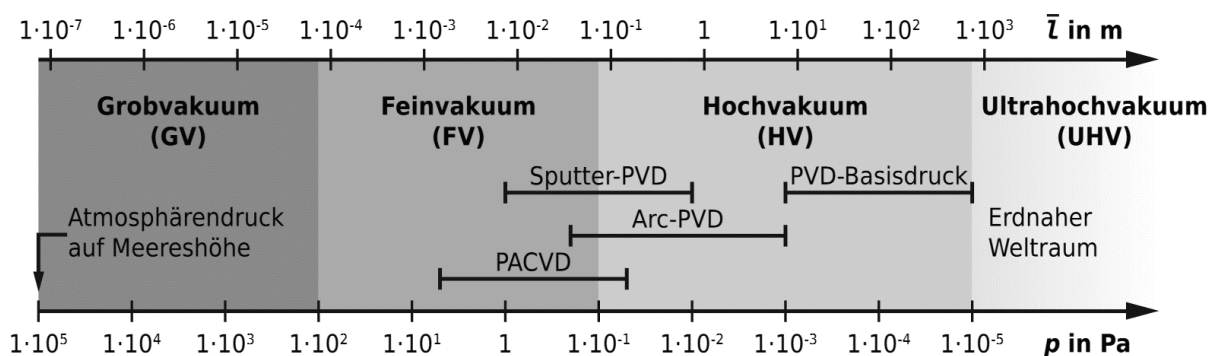 1·10⁻⁷ 1·10⁻⁶ 1·10⁻⁵ 1·10⁻⁴ 1·10⁻³ 1·10⁻² 1·10⁻¹ 1 1·10¹ 1·10² 1·10³ l̅ in m
Grobvakuum Feinvakuum Hochvakuum Ultrahochvakuum
(GV) (FV) (HV) (UHV)
Sputter-PVD PVD-Basisdruck
Atmosphärendruck Arc-PVD Erdnaher
auf Meereshöhe Weltraum
PACVD
1·10⁵ 1·10⁴ 1·10³ 1·10² 1·10¹ 1 1·10⁻¹ 1·10⁻² 1·10⁻³ 1·10⁻⁴ 1·10⁻⁵ p in Pa